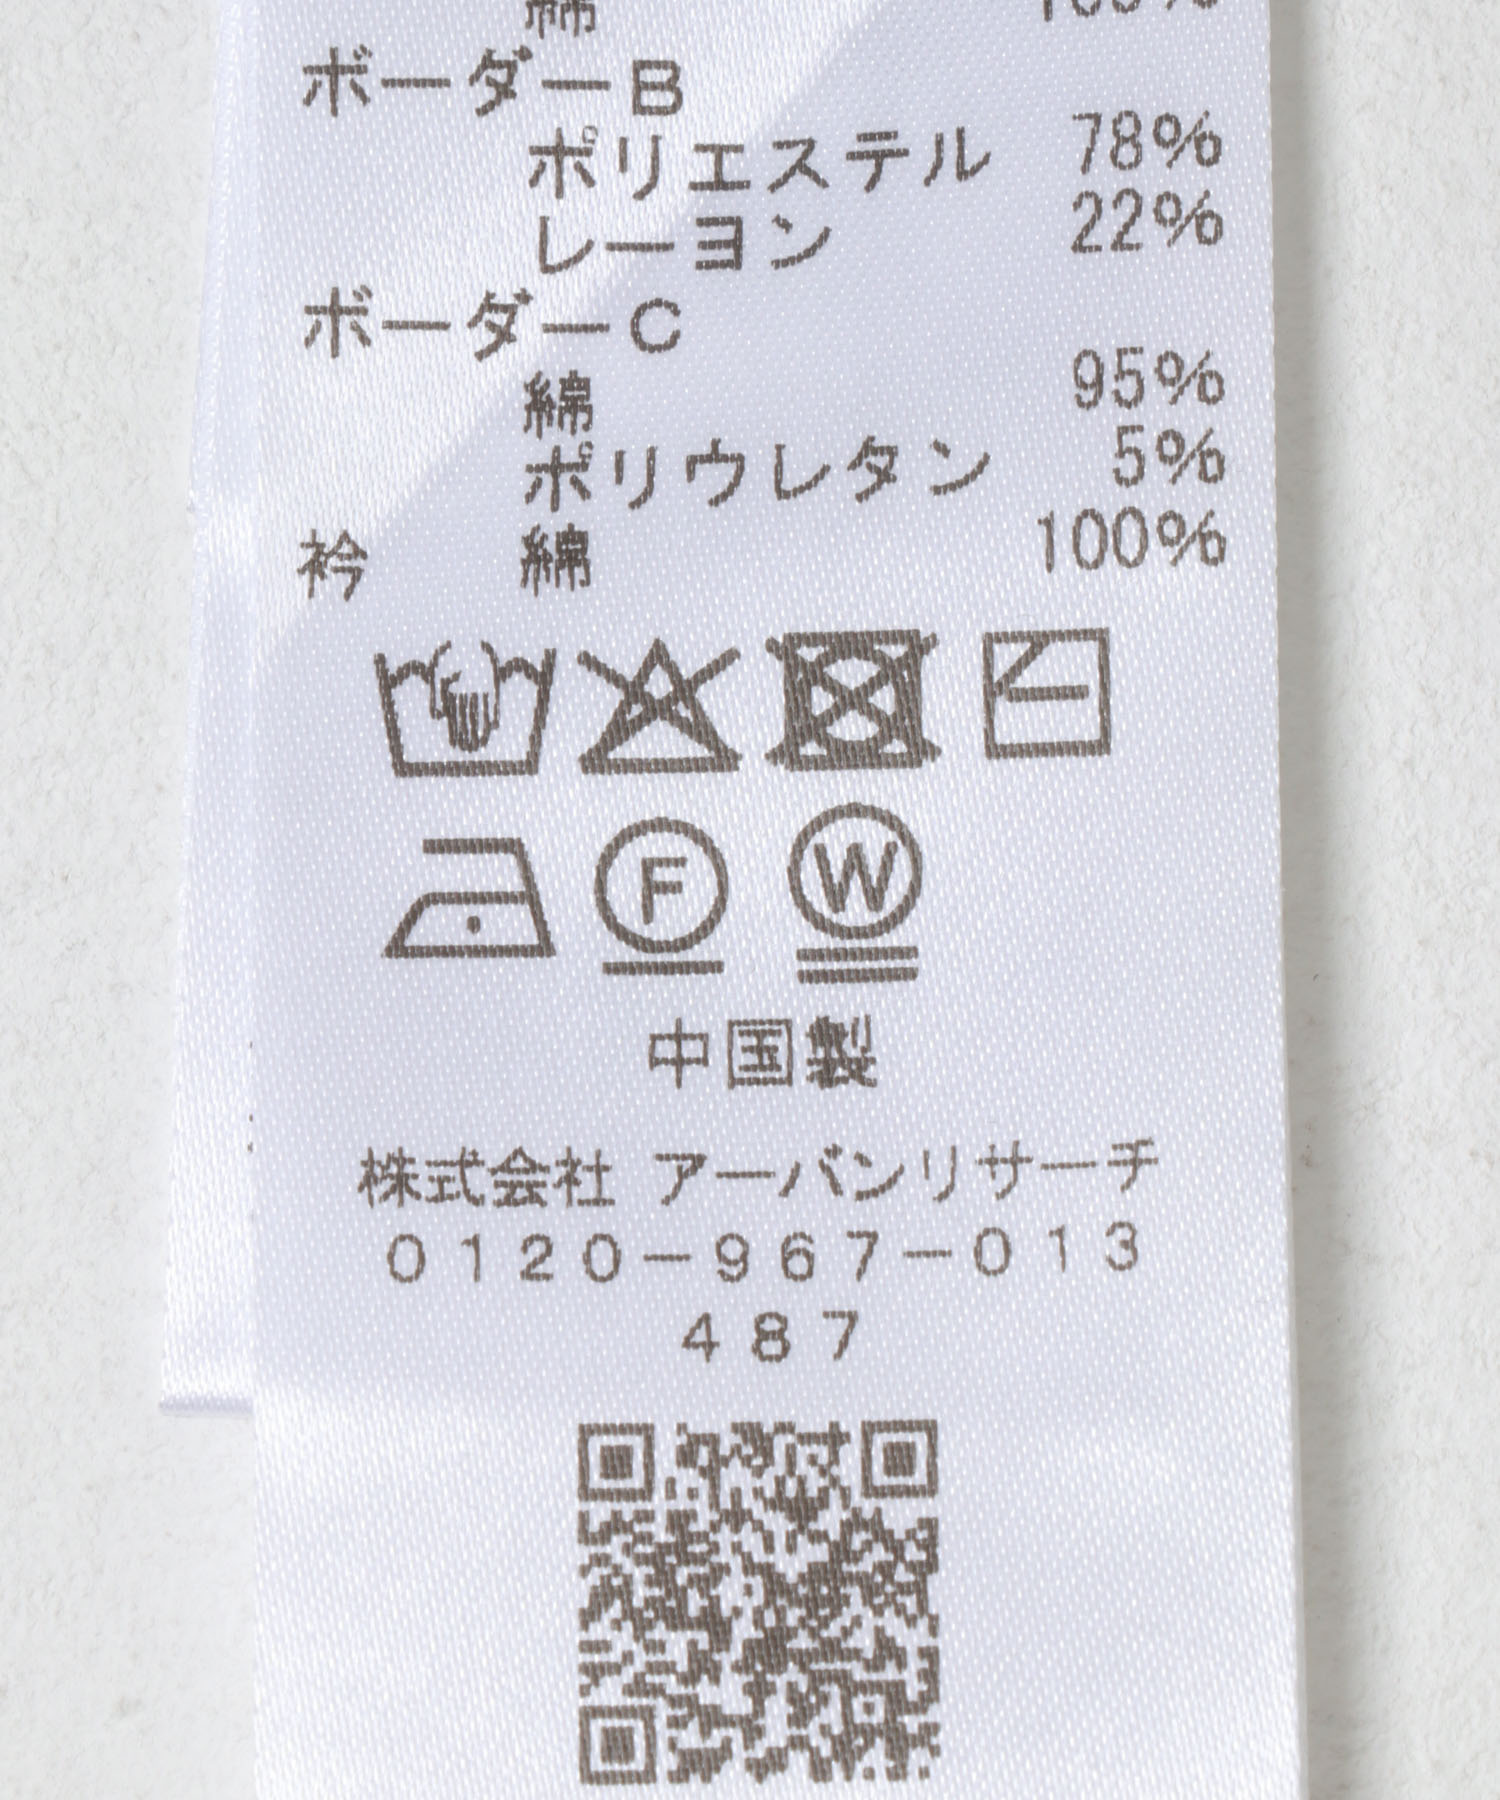 綿 100%
ボーダーB
ポリエステル 78%
レーヨン 22%
ボーダーC
綿 95%
ポリウレタン 5%
衿 綿 100%
F W
中国製
株式会社 アーバンリサーチ
0120-967-013
487